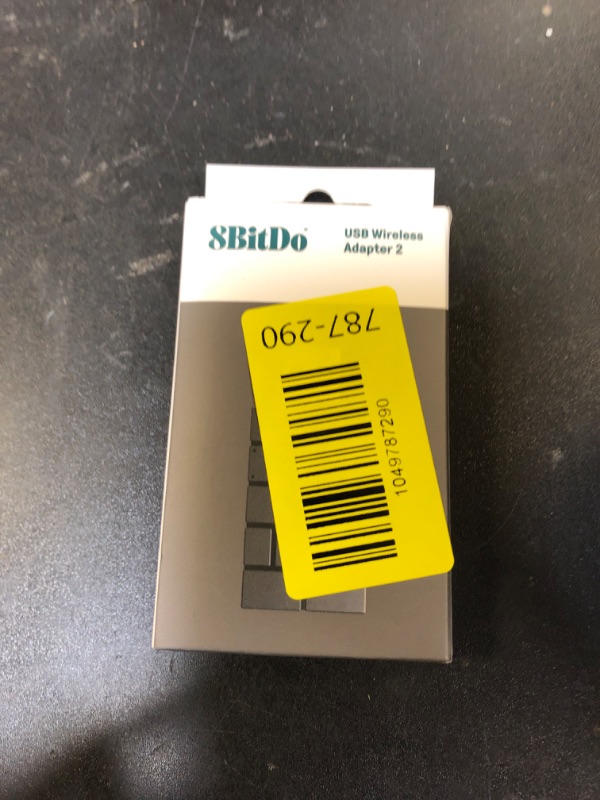 8BitDo
USB Wireless
Adapter 2
787-290
1049787290